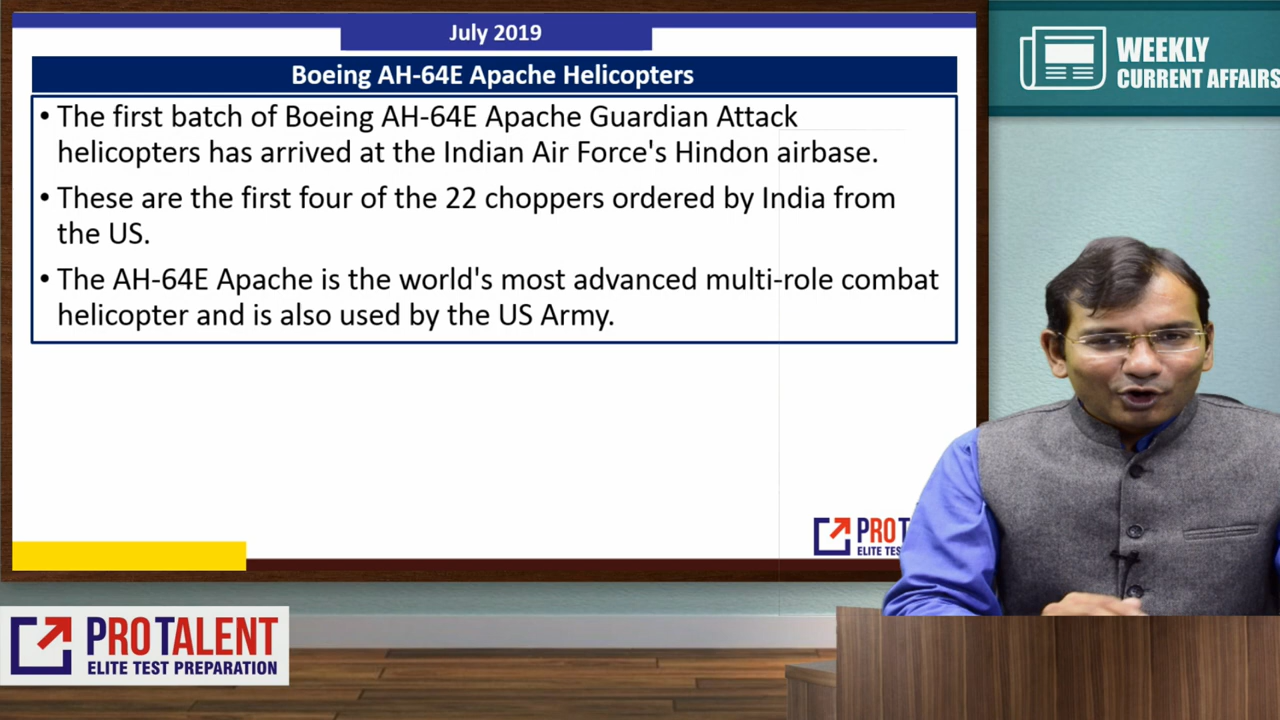 July 2019
Boeing AH-64E Apache Helicopters
• The first batch of Boeing AH-64E Apache Guardian Attack
helicopters has arrived at the Indian Air Force's Hindon airbase.
• These are the first four of the 22 choppers ordered by India from
the US.
• The AH-64E Apache is the world's most advanced multi-role combat
helicopter and is also used by the US Army.
WEEKLY
CURRENT AFFAIRS
PROT
ELITE TES
PROTALENT
ELITE TEST PREPARATION